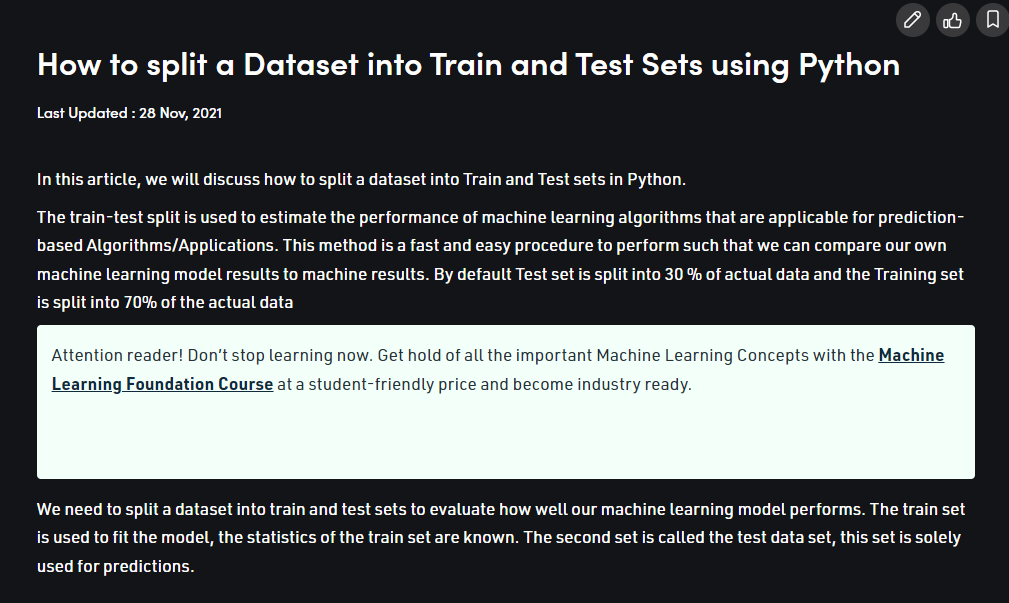 How to split a Dataset into Train and Test Sets using Python
Last Updated : 28 Nov, 2021
In this article, we will discuss how to split a dataset into Train and Test sets in Python.
The train-test split is used to estimate the performance of machine learning algorithms that are applicable for prediction-
based Algorithms/Applications. This method is a fast and easy procedure to perform such that we can compare our own
machine learning model results to machine results. By default Test set is split into 30 % of actual data and the Training set
is split into 70% of the actual data
Attention reader! Don’t stop learning now. Get hold of all the important Machine Learning Concepts with the Machine
Learning Foundation Course at a student-friendly price and become industry ready.
We need to split a dataset into train and test sets to evaluate how well our machine learning model performs. The train set
is used to fit the model, the statistics of the train set are known. The second set is called the test data set, this set is solely
used for predictions.